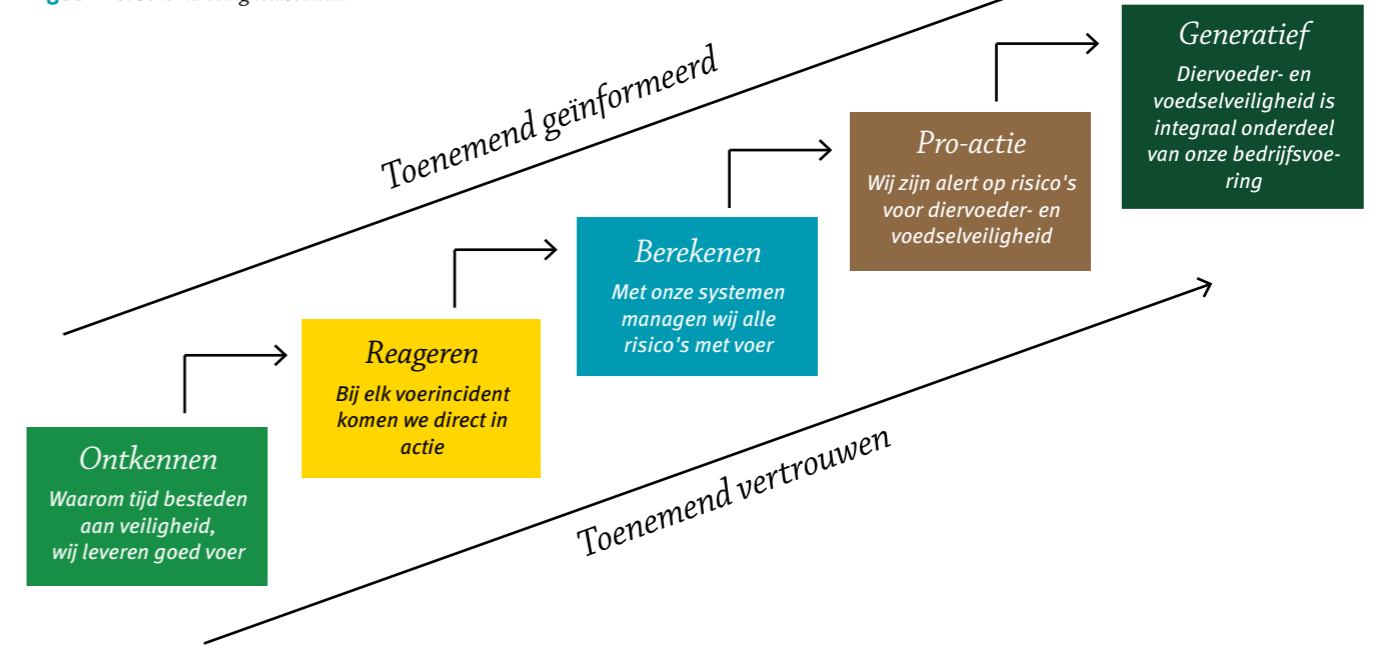 Toenemend geïnformeerd
Generatief
Diervoeder- en
voedselveiligheid is
integraal onderdeel
van onze bedrijfsvoe-
ring
Pro-actie
Wij zijn alert op risico's
voor diervoeder- en
voedselveiligheid
Berekenen
Met onze systemen
managen wij alle
risico's met voer
Reageren
Bij elk voerincident
komen we direct in
actie
Ontkennen
Waarom tijd besteden
aan veiligheid,
wij leveren goed voer
Toenemend vertrouwen